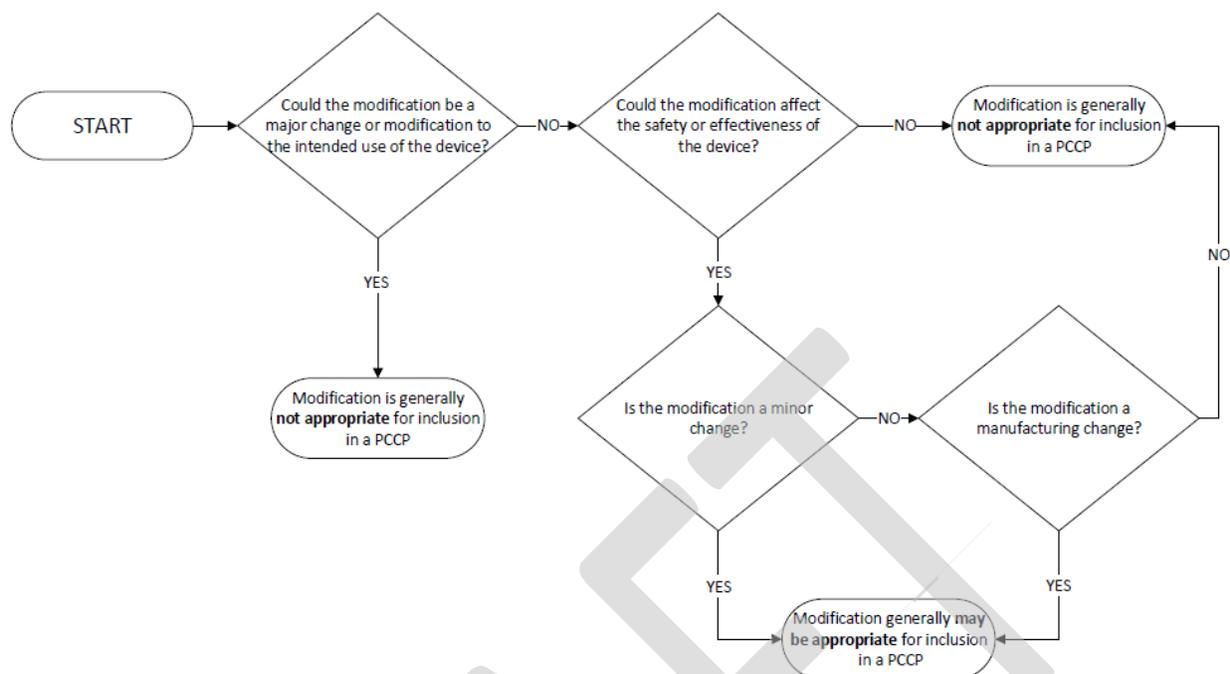 START
Could the modification be a
major change or modification to
the intended use of the device?
NO
Could the modification affect
the safety or effectiveness of
the device?
NO
Modification is generally
not appropriate for inclusion
in a PCCP
YES
YES
NO
Modification is generally
not appropriate for inclusion
in a PCCP
Is the modification a minor
change?
NO
Is the modification a
manufacturing change?
YES
YES
Modification generally may
be appropriate for inclusion
in a PCCP